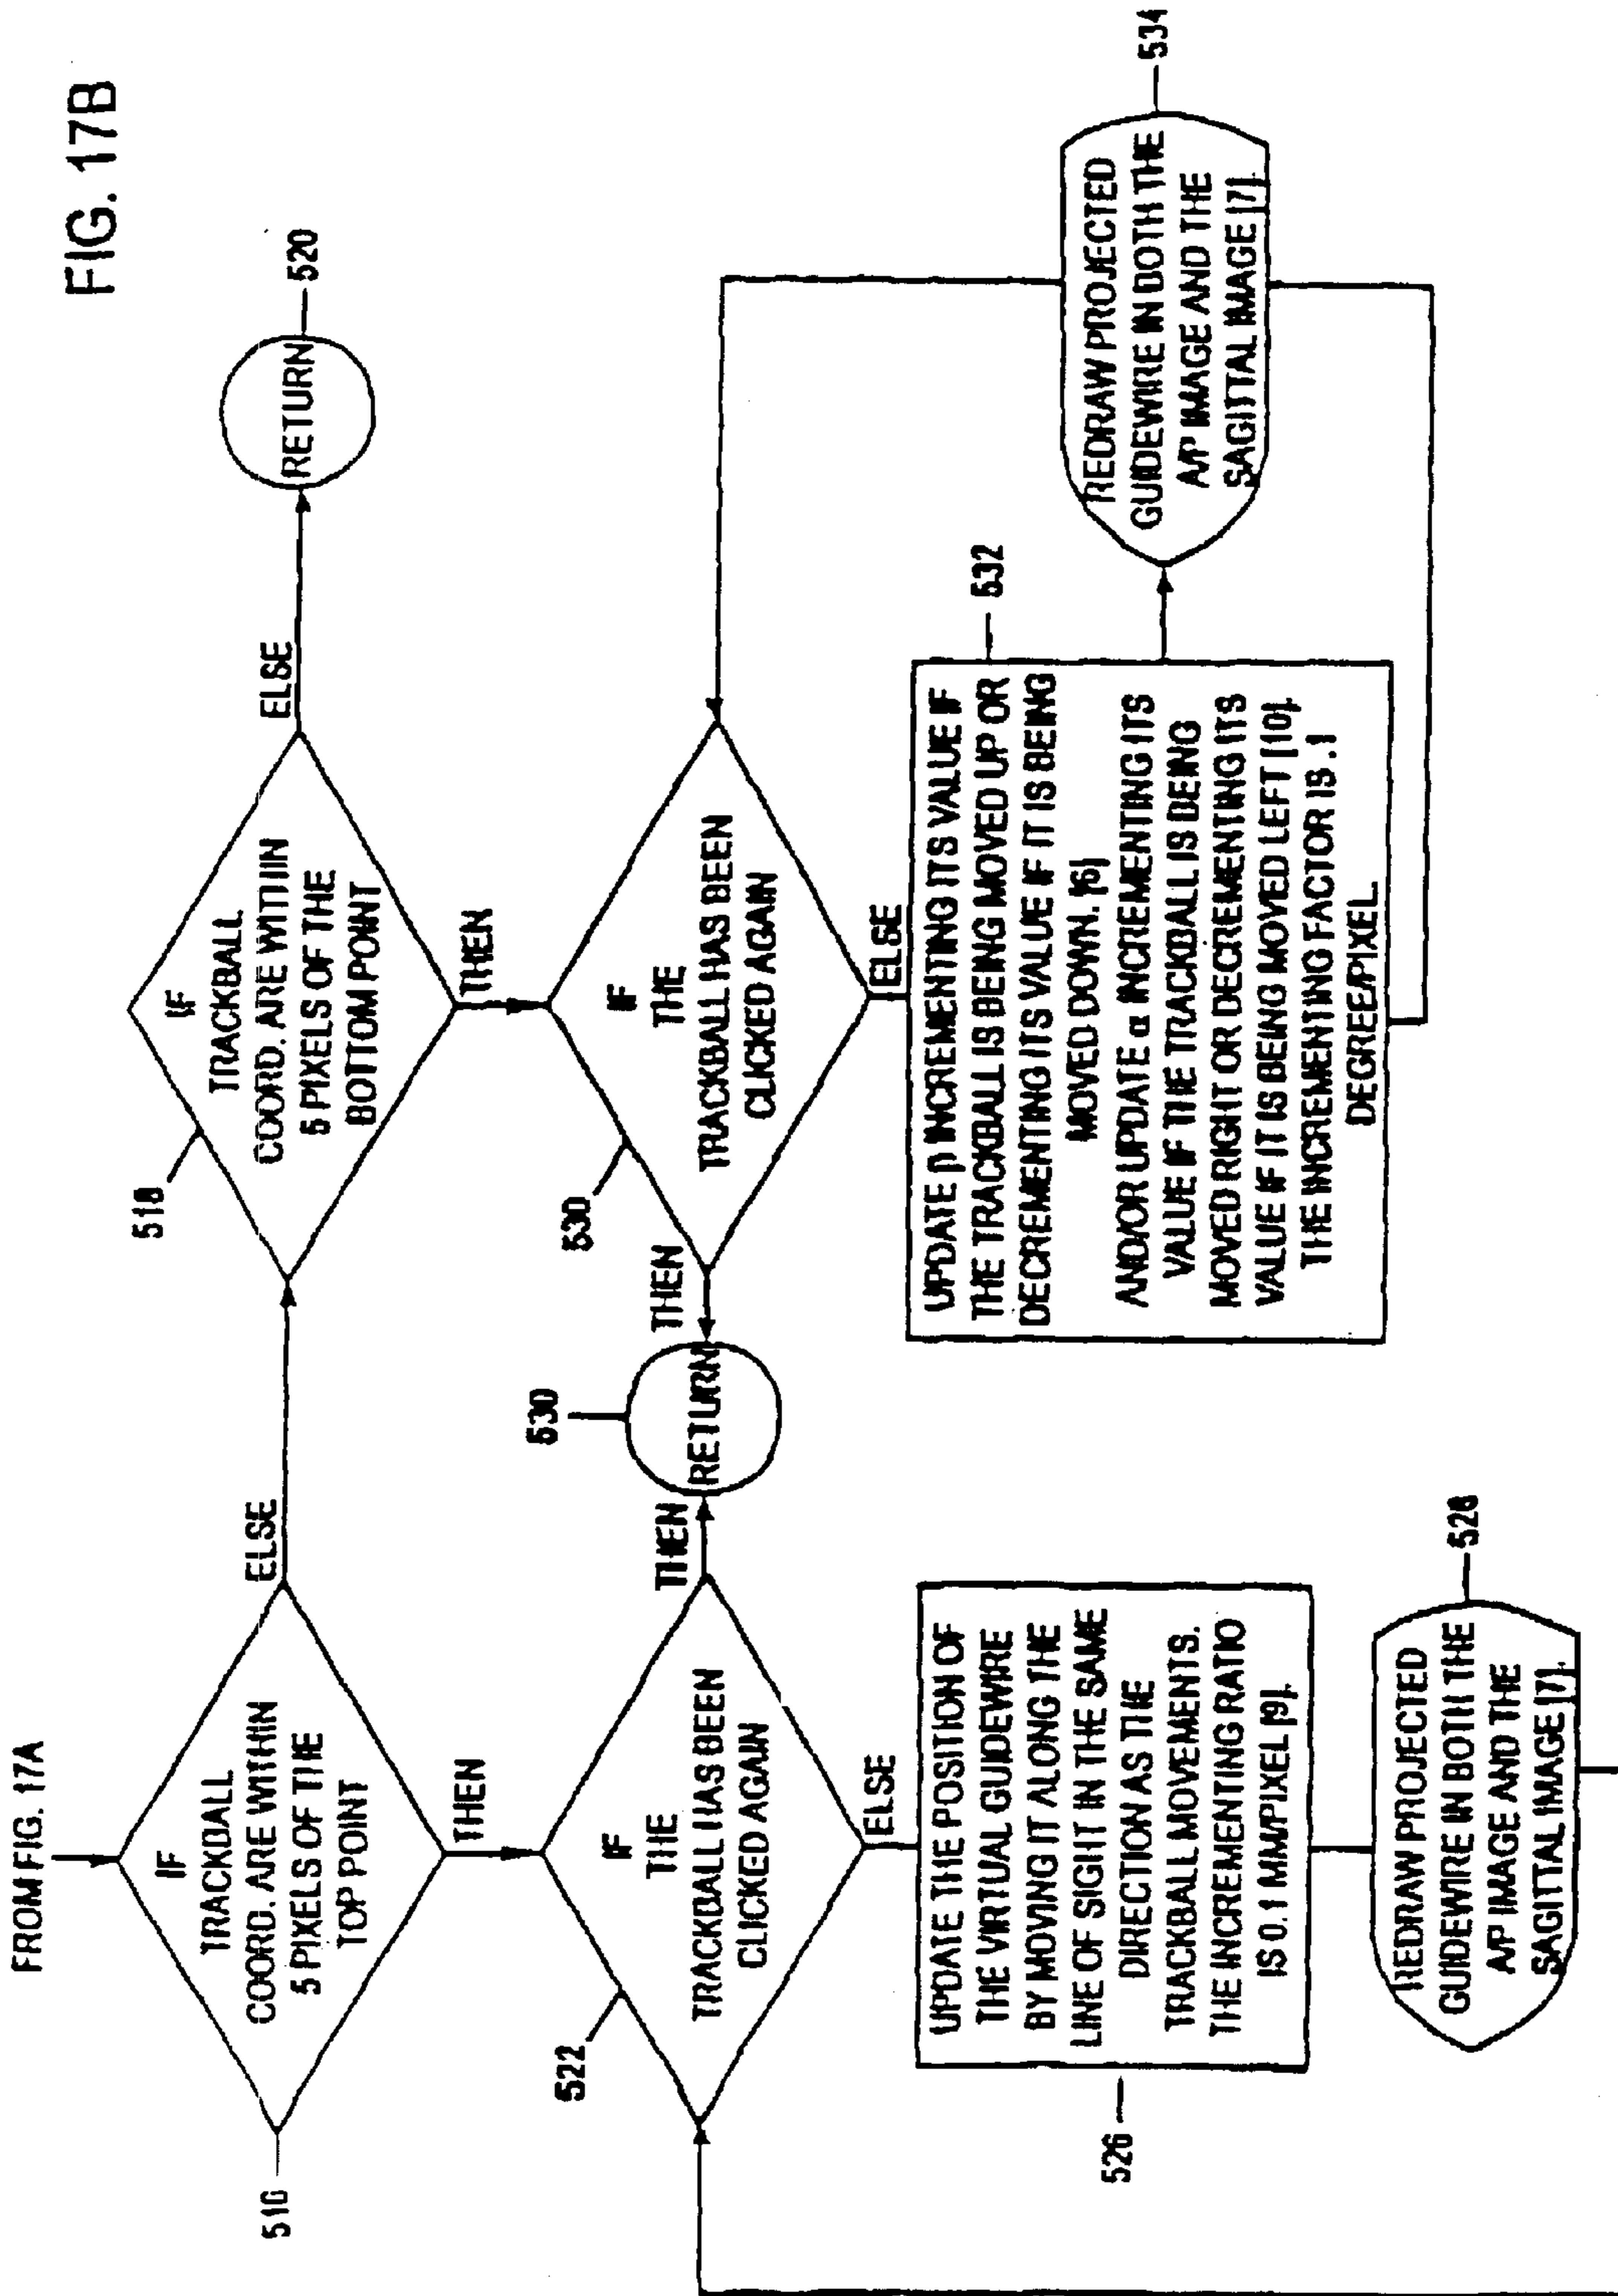 FIG. 17B
FROM FIG. 17A
IF
TRACKBALL
COORD. ARE WITHIN
5 PIXELS OF THE
TOP POINT
516
ELSE
THEN
IF
TRACKBALL
COORD. ARE WITHIN
5 PIXELS OF THE
BOTTOM POINT
518
ELSE
THEN
RETURN
520
IF
THE
TRACKBALL HAS BEEN
CLICKED AGAIN
522
THEN
ELSE
RETURN
530
IF
THE
TRACKBALL HAS BEEN
CLICKED AGAIN
530
THEN
ELSE
UPDATE THE POSITION OF
THE VIRTUAL GUIDEWIRE
BY MOVING IT ALONG THE
LINE OF SIGHT IN THE SAME
DIRECTION AS THE
TRACKBALL MOVEMENTS.
THE INCREMENTING RATIO
IS 0.1 MM/PIXEL [9].
526
REDRAW PROJECTED
GUIDEWIRE IN BOTH THE
A/P IMAGE AND THE
SAGITTAL IMAGE [7].
528
UPDATE β INCREMENTING ITS VALUE IF
THE TRACKBALL IS BEING MOVED UP OR
DECREMENTING ITS VALUE IF IT IS BEING
MOVED DOWN. [6]
AND/OR UPDATE α INCREMENTING ITS
VALUE IF THE TRACKBALL IS BEING
MOVED RIGHT OR DECREMENTING ITS
VALUE IF IT IS BEING MOVED LEFT [10].
THE INCREMENTING FACTOR IS .1
DEGREE/PIXEL.
532
REDRAW PROJECTED
GUIDEWIRE IN BOTH THE
A/P IMAGE AND THE
SAGITTAL IMAGE [7].
534